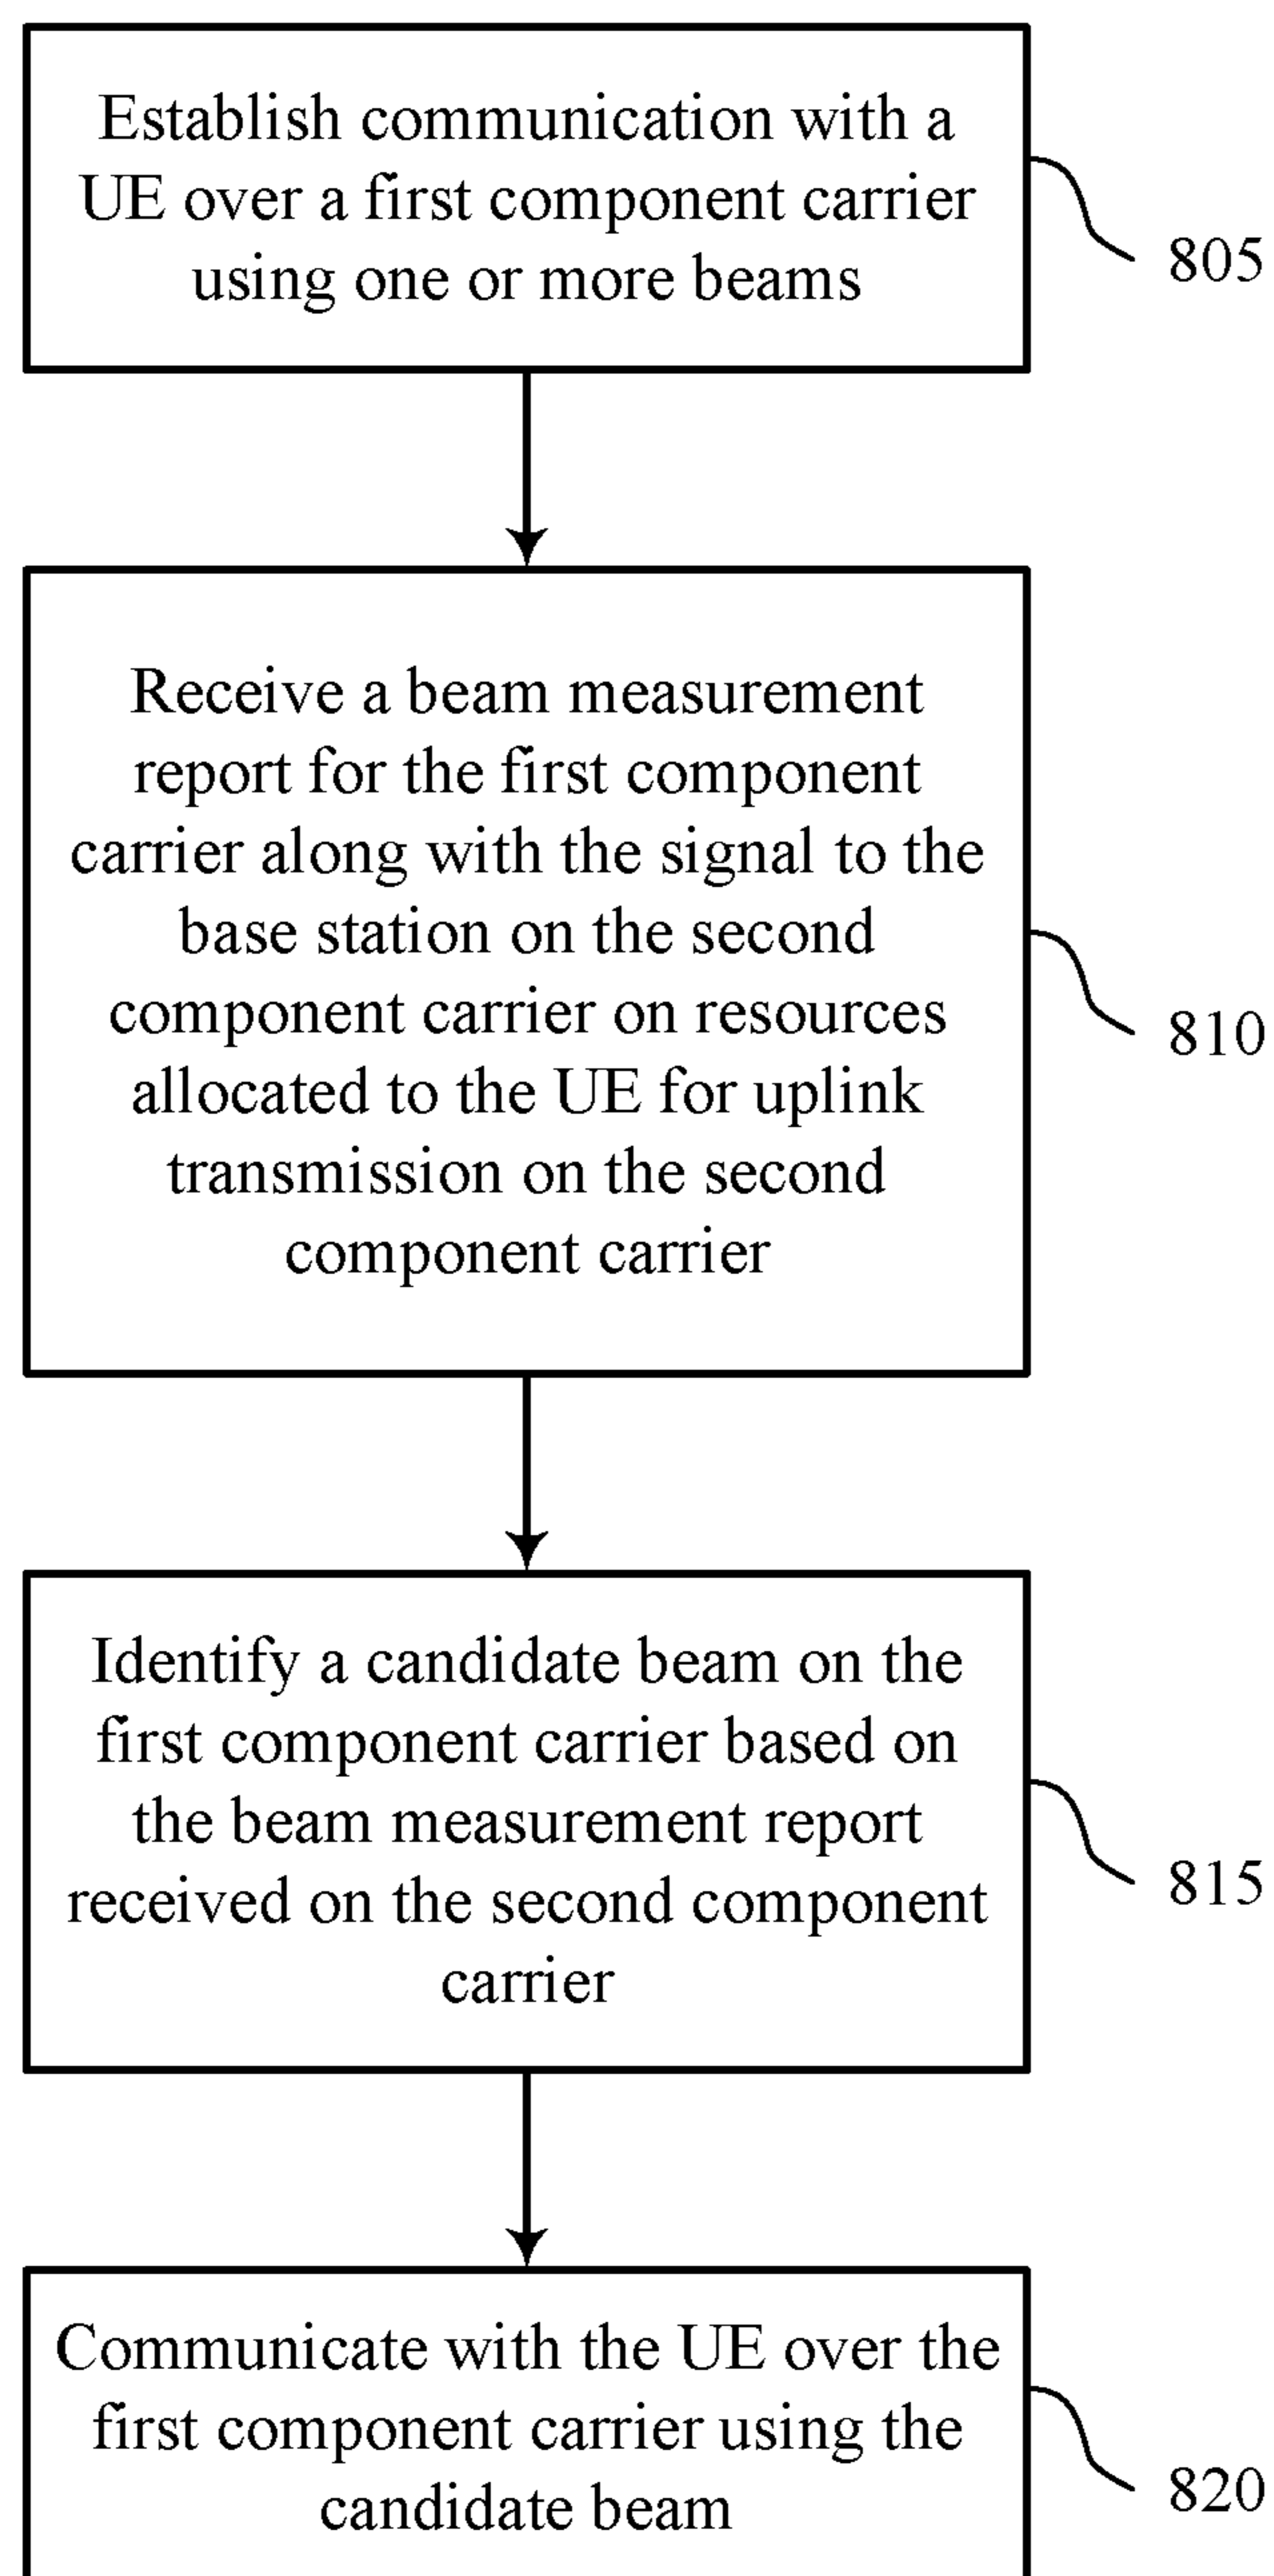 Establish communication with a
UE over a first component carrier
using one or more beams
805
Receive a beam measurement
report for the first component
carrier along with the signal to the
base station on the second
component carrier on resources
allocated to the UE for uplink
transmission on the second
component carrier
810
Identify a candidate beam on the
first component carrier based on
the beam measurement report
received on the second component
carrier
815
Communicate with the UE over the
first component carrier using the
candidate beam
820